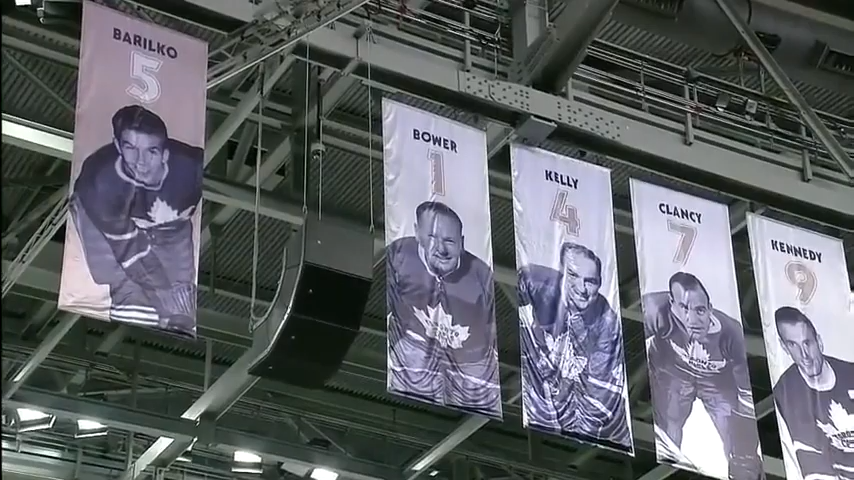 BARILKO
5
BOWER
1
KELLY
4
CLANCY
7
KENNEDY
9